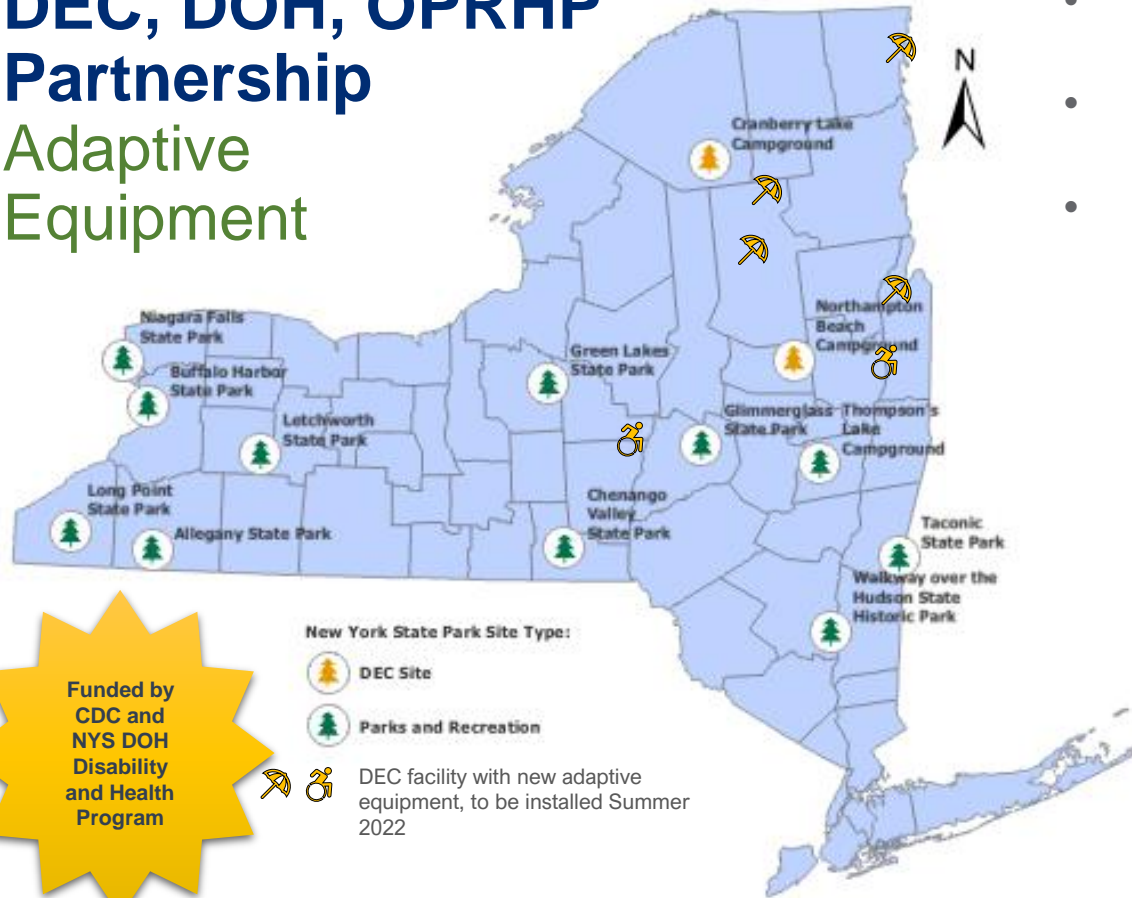 DEC, DOH, OPRHP
Partnership
Adaptive
Equipment
N
Cranberry Lake
Campground
Northampton
Beach
Campground
Niagara Falls
State Park
Buffalo Harbor
State Park
Green Lakes
State Park
Letchworth
State Park
Glimmerglass
State Park
Thompson's
Lake
Campground
Long Point
State Park
Allegany State Park
Chenango
Valley
State Park
Taconic
State Park
Walkway over the
Hudson State
Historic Park
New York State Park Site Type:
DEC Site
Parks and Recreation
DEC facility with new adaptive
equipment, to be installed Summer
2022
Funded by
CDC and
NYS DOH
Disability
and Health
Program